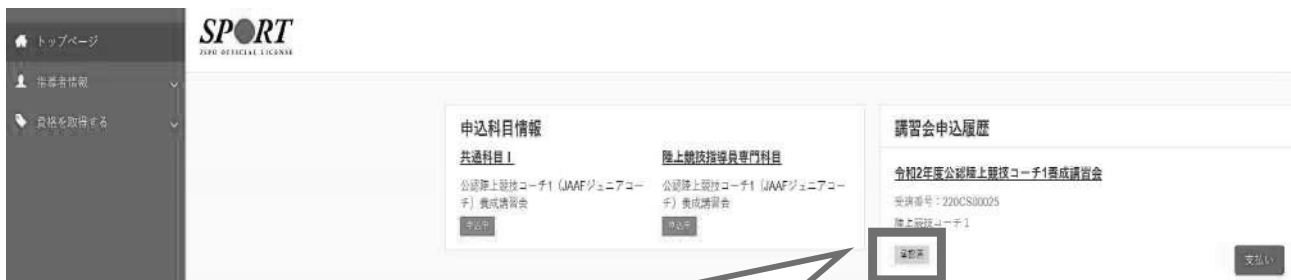 トップページ
指導者情報
資格を取得する
SPORT
JSPO OFFICIAL LICENSE
申込科目情報
共通科目Ⅰ
公認陸上競技コーチ1（JAAFジュニアコーチ）養成講習会
申込中
陸上競技指導員専門科目
公認陸上競技コーチ1（JAAFジュニアコーチ）養成講習会
申込中
講習会申込履歴
令和2年度公認陸上競技コーチ1養成講習会
受講番号：220CS00025
陸上競技コーチ1
支払い